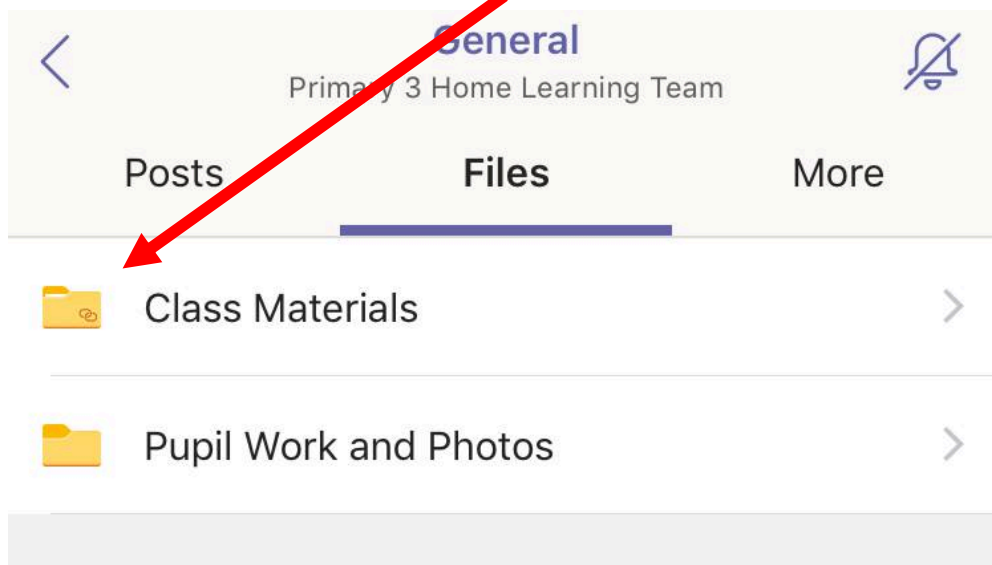 General
Primary 3 Home Learning Team
Posts Files More
Class Materials
Pupil Work and Photos